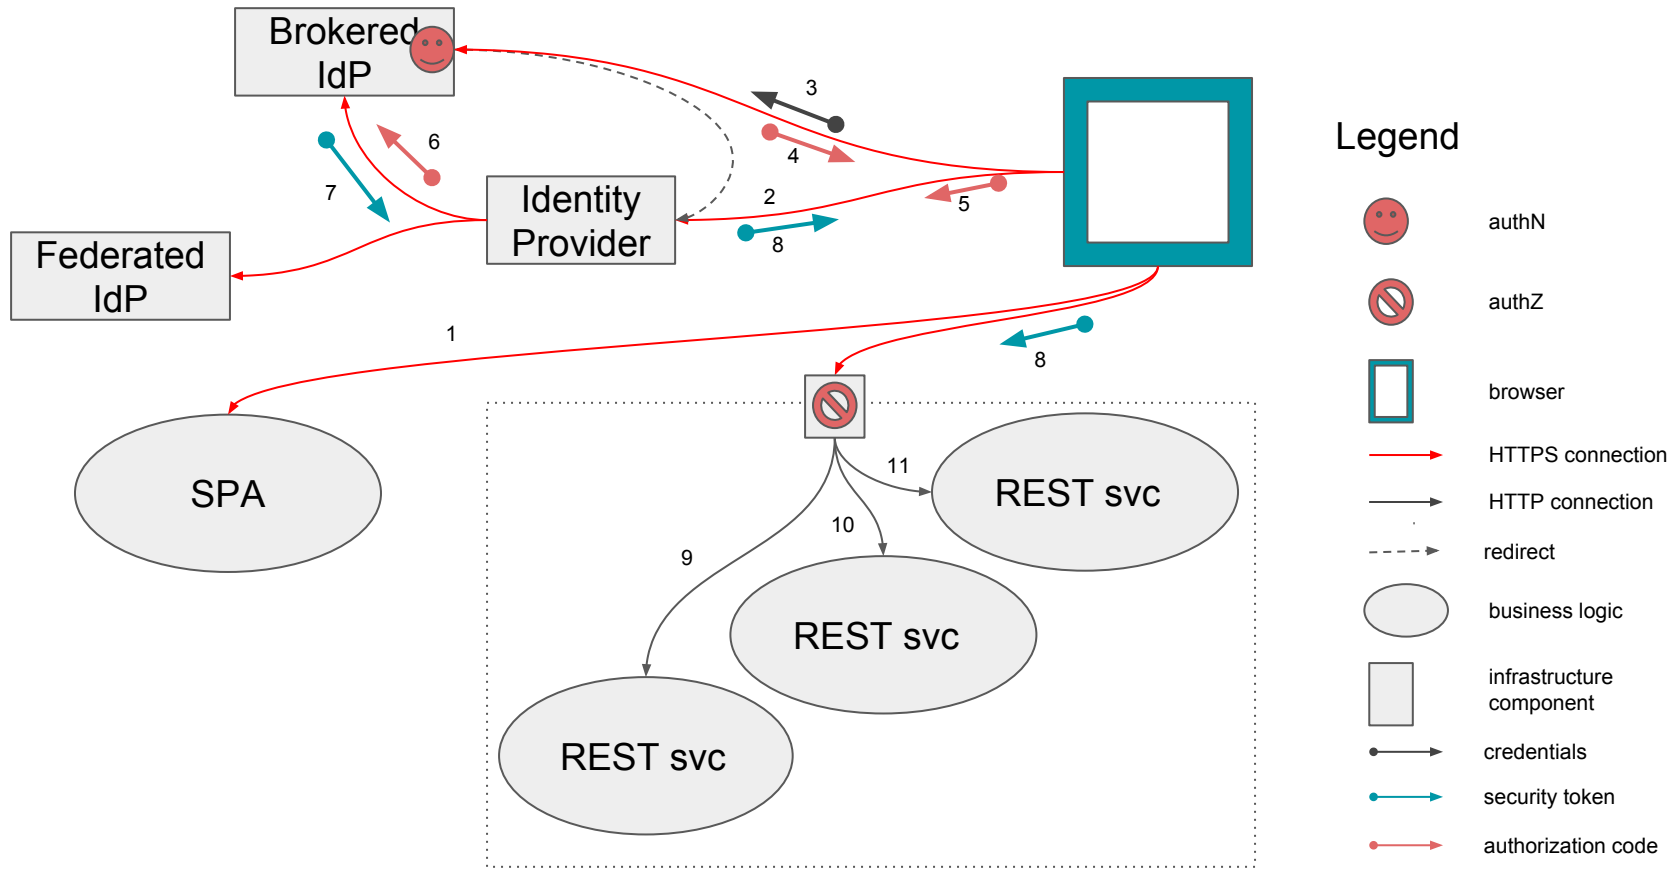 Brokered
IdP
3
4
6
7
Identity
Provider
2
5
8
Federated
IdP
1
8
SPA
11
REST svc
10
9
REST svc
REST svc
Legend
authN
authZ
browser
HTTPS connection
HTTP connection
redirect
business logic
infrastructure
component
credentials
security token
authorization code